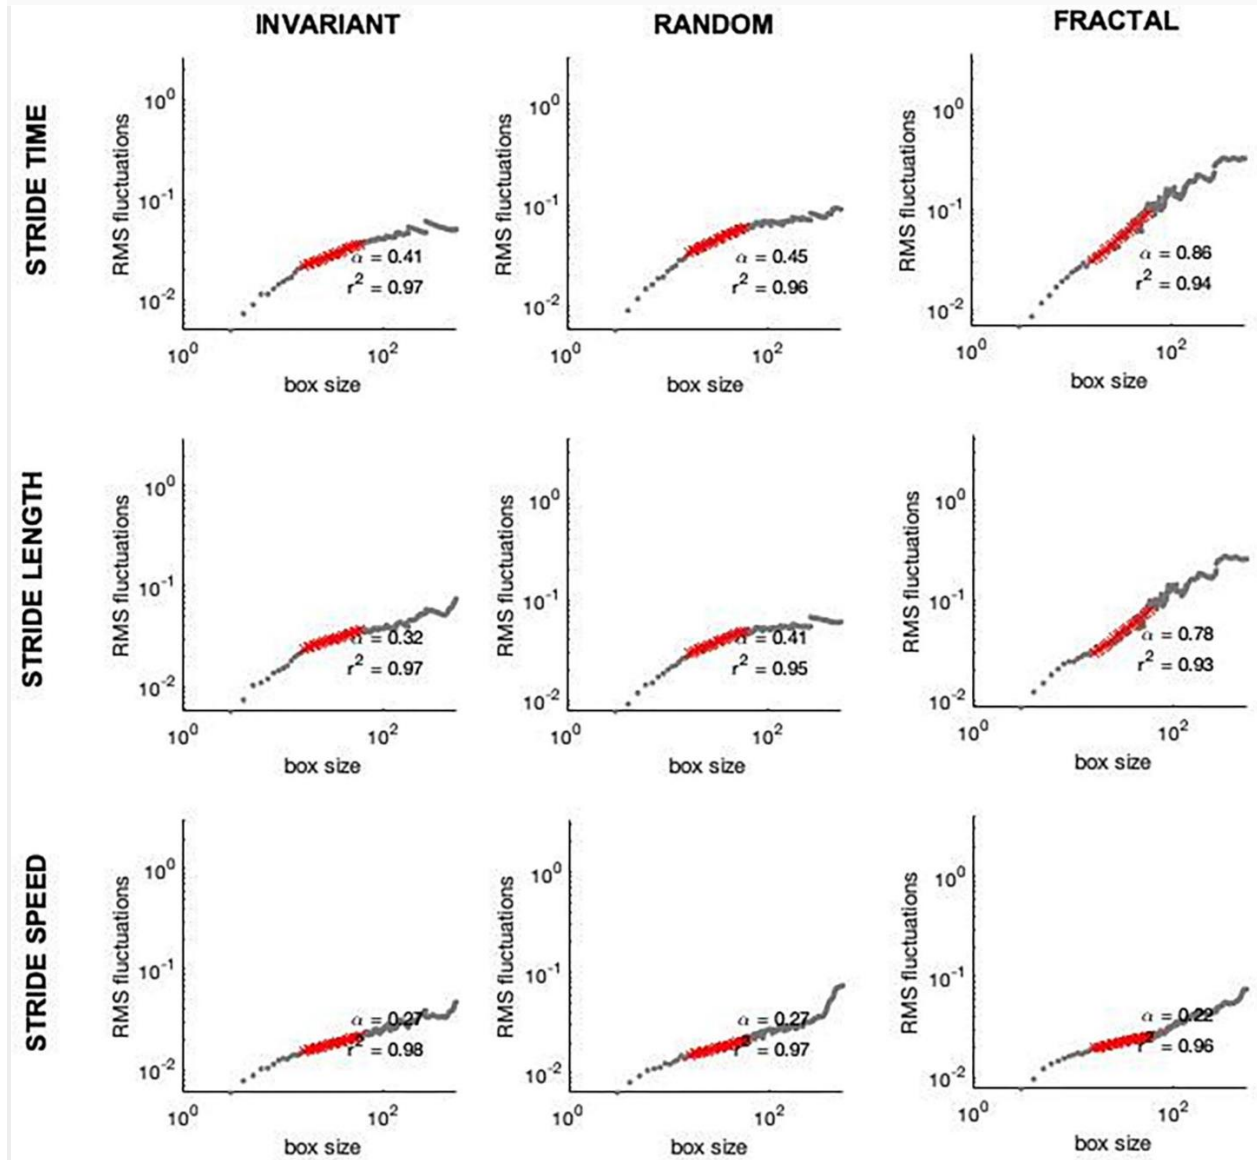 INVARIANT RANDOM FRACTAL
STRIDE TIME
RMS fluctuations
10^0
10^-1
10^-2
α = 0.41
r^2 = 0.97
10^0 10^2
box size
RMS fluctuations
10^0
10^-1
10^-2
α = 0.45
r^2 = 0.96
10^0 10^2
box size
RMS fluctuations
10^0
10^-1
10^-2
α = 0.86
r^2 = 0.94
10^0 10^2
box size
STRIDE LENGTH
RMS fluctuations
10^0
10^-1
10^-2
α = 0.32
r^2 = 0.97
10^0 10^2
box size
RMS fluctuations
10^0
10^-1
10^-2
α = 0.41
r^2 = 0.95
10^0 10^2
box size
RMS fluctuations
10^0
10^-1
10^-2
α = 0.78
r^2 = 0.93
10^0 10^2
box size
STRIDE SPEED
RMS fluctuations
10^0
10^-1
10^-2
α = 0.27
r^2 = 0.98
10^0 10^2
box size
RMS fluctuations
10^0
10^-1
10^-2
α = 0.27
r^2 = 0.97
10^0 10^2
box size
RMS fluctuations
10^0
10^-1
10^-2
α = 0.22
r^2 = 0.96
10^0 10^2
box size